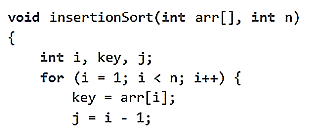 void insertionSort(int arr[], int n)
{
    int i, key, j;
    for (i = 1; i < n; i++) {
        key = arr[i];
        j = i - 1;